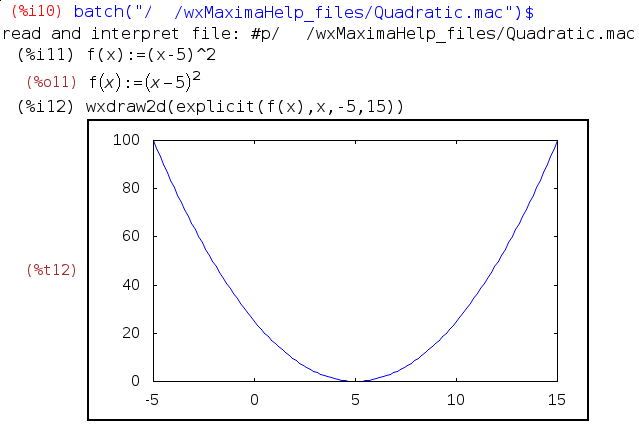 (%i10) batch("/  /wxMaximaHelp_files/Quadratic.mac")$
read and interpret file: #p/  /wxMaximaHelp_files/Quadratic.mac
(%i11) f(x):=(x-5)^2
(%o11) f(x):=(x-5)²
(%i12) wxdraw2d(explicit(f(x),x,-5,15))
(%t12)
100
80
60
40
20
0
-5 0 5 10 15